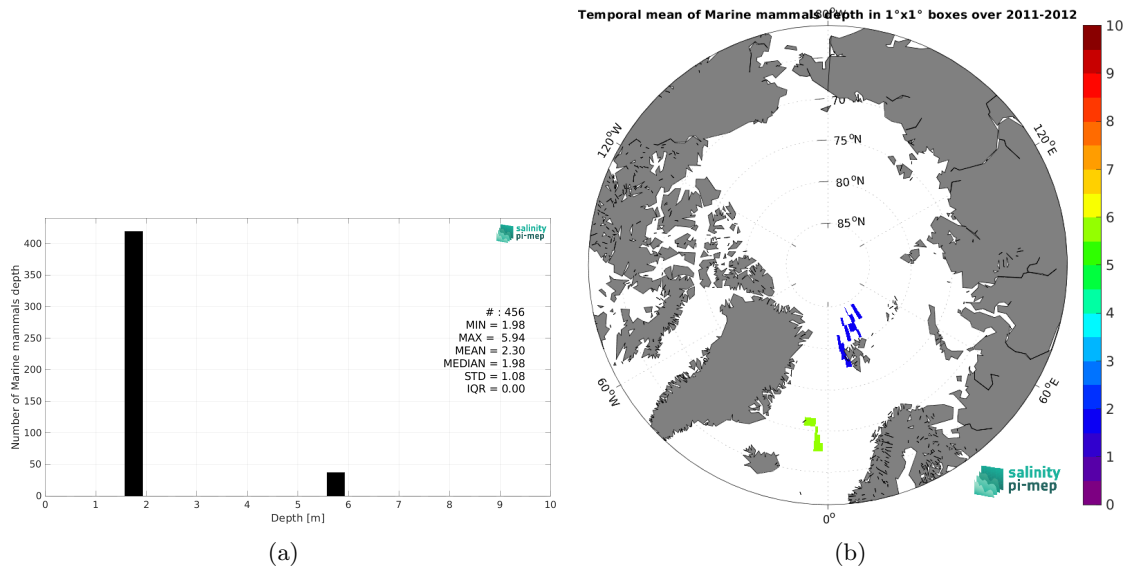 400
350
300
250
200
150
100
50
0
Number of Marine mammals depth
salinity
pi-mep
# : 456
MIN = 1.98
MAX = 5.94
MEAN = 2.30
MEDIAN = 1.98
STD = 1.08
IQR = 0.00
0 1 2 3 4 5 6 7 8 9 10
Depth [m]
(a)
Temporal mean of Marine mammals depth in 1°x1° boxes over 2011-2012
180°W
120°W
120°E
70°
75°N
80°N
85°N
60°W
60°E
0°
salinity
pi-mep
10
9
8
7
6
5
4
3
2
1
0
(b)